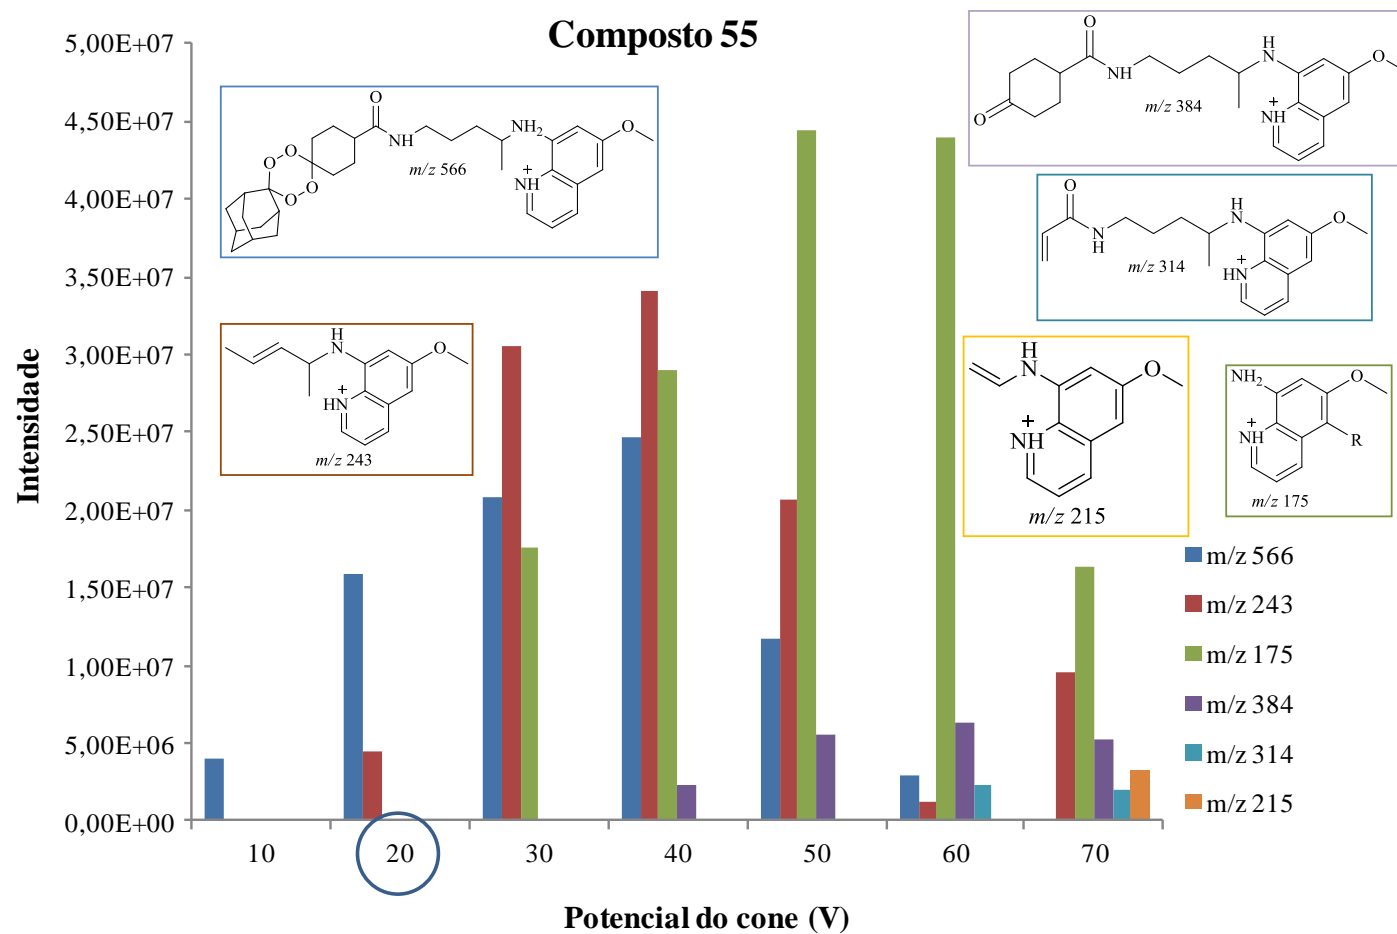 Composto 55
Intensidade
5,00E+07
4,50E+07
4,00E+07
3,50E+07
3,00E+07
2,50E+07
2,00E+07
1,50E+07
1,00E+07
5,00E+06
0,00E+00
10 20 30 40 50 60 70
Potencial do cone (V)
O
NH
NH2
O
O
O
O
O
NH
+
m/z 566
H
N
O
HN
+
m/z 243
O
NH
H
N
O
O
NH
+
m/z 384
O
N
H
H
N
O
HN
+
m/z 314
H
N
O
NH
+
m/z 215
NH2
O
NH
+
R
m/z 175
m/z 566
m/z 243
m/z 175
m/z 384
m/z 314
m/z 215